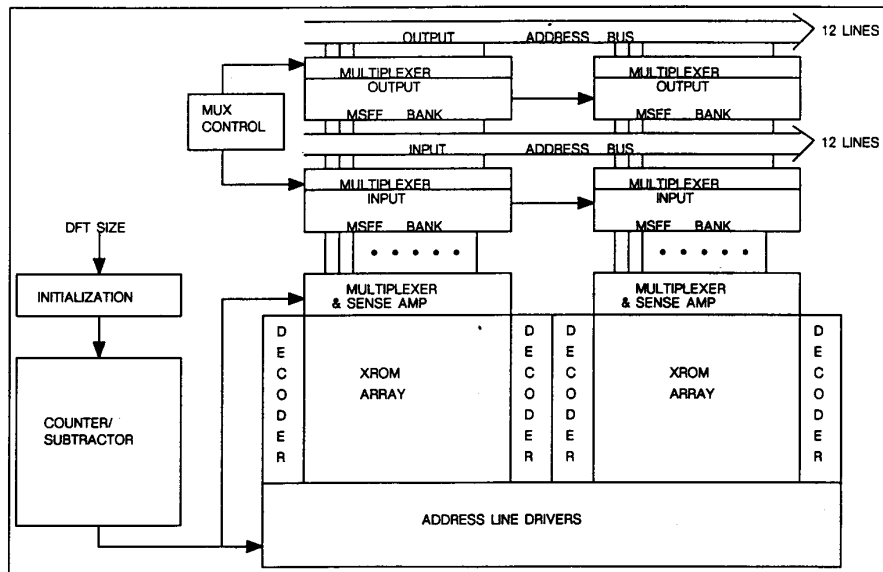 OUTPUT ADDRESS BUS 12 LINES
MULTIPLEXER MULTIPLEXER
OUTPUT OUTPUT
MUX
CONTROL
MSFF BANK MSFF BANK
INPUT ADDRESS BUS 12 LINES
MULTIPLEXER MULTIPLEXER
INPUT INPUT
MSFF BANK MSFF BANK
DFT SIZE
INITIALIZATION
MULTIPLEXER
& SENSE AMP
MULTIPLEXER
& SENSE AMP
COUNTER/
SUBTRACTOR
DECODER
XROM
ARRAY
DECODER
DECODER
XROM
ARRAY
DECODER
ADDRESS LINE DRIVERS